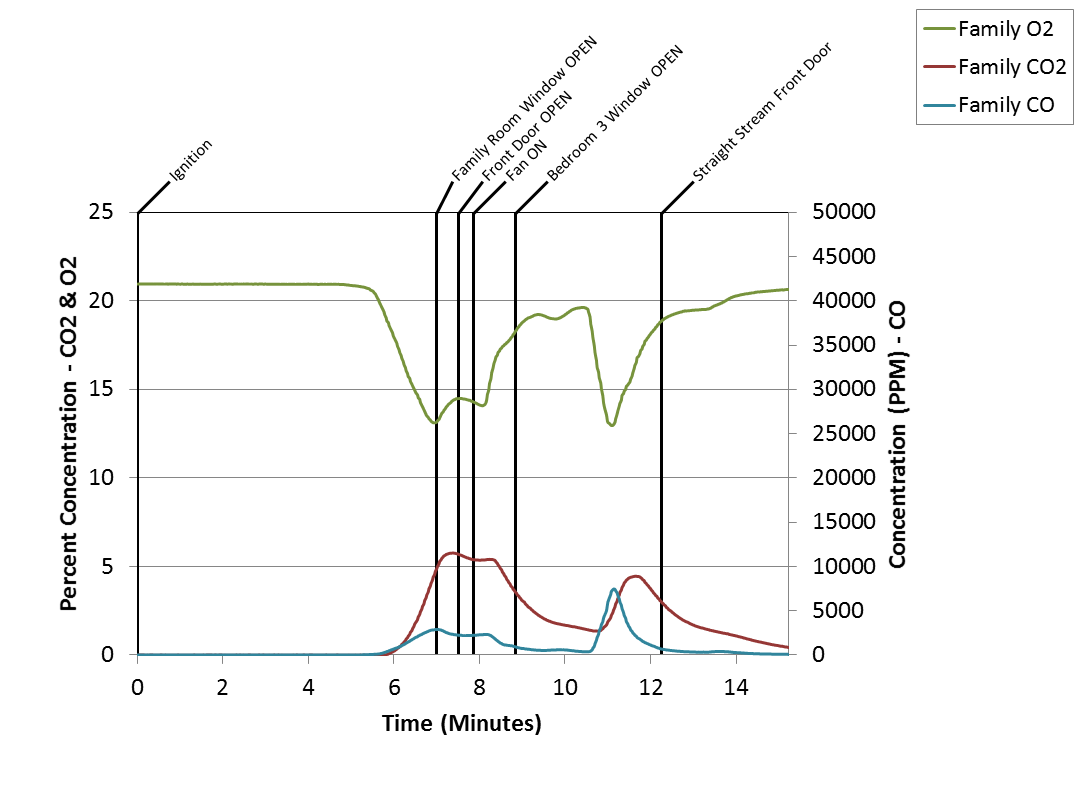 Family O2
Family CO2
Family CO
Ignition
Family Room Window OPEN
Front Door OPEN
Fan ON
Bedroom 3 Window OPEN
Straight Stream Front Door
25
20
15
10
5
0
Percent Concentration - CO2 & O2
50000
45000
40000
35000
30000
25000
20000
15000
10000
5000
0
Concentration (PPM) - CO
0 2 4 6 8 10 12 14
Time (Minutes)